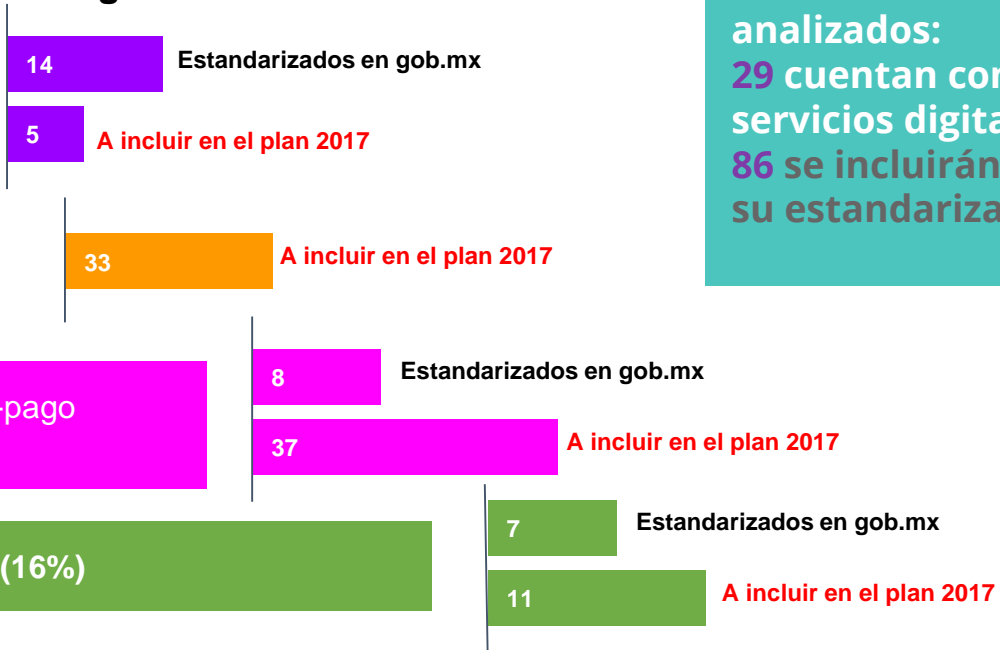 14
Estandarizados en gob.mx
5
A incluir en el plan 2017
33
A incluir en el plan 2017
-pago
8
Estandarizados en gob.mx
37
A incluir en el plan 2017
(16%)
7
Estandarizados en gob.mx
11
A incluir en el plan 2017
analizados:
29 cuentan con
servicios digita
86 se incluirán
su estandariza